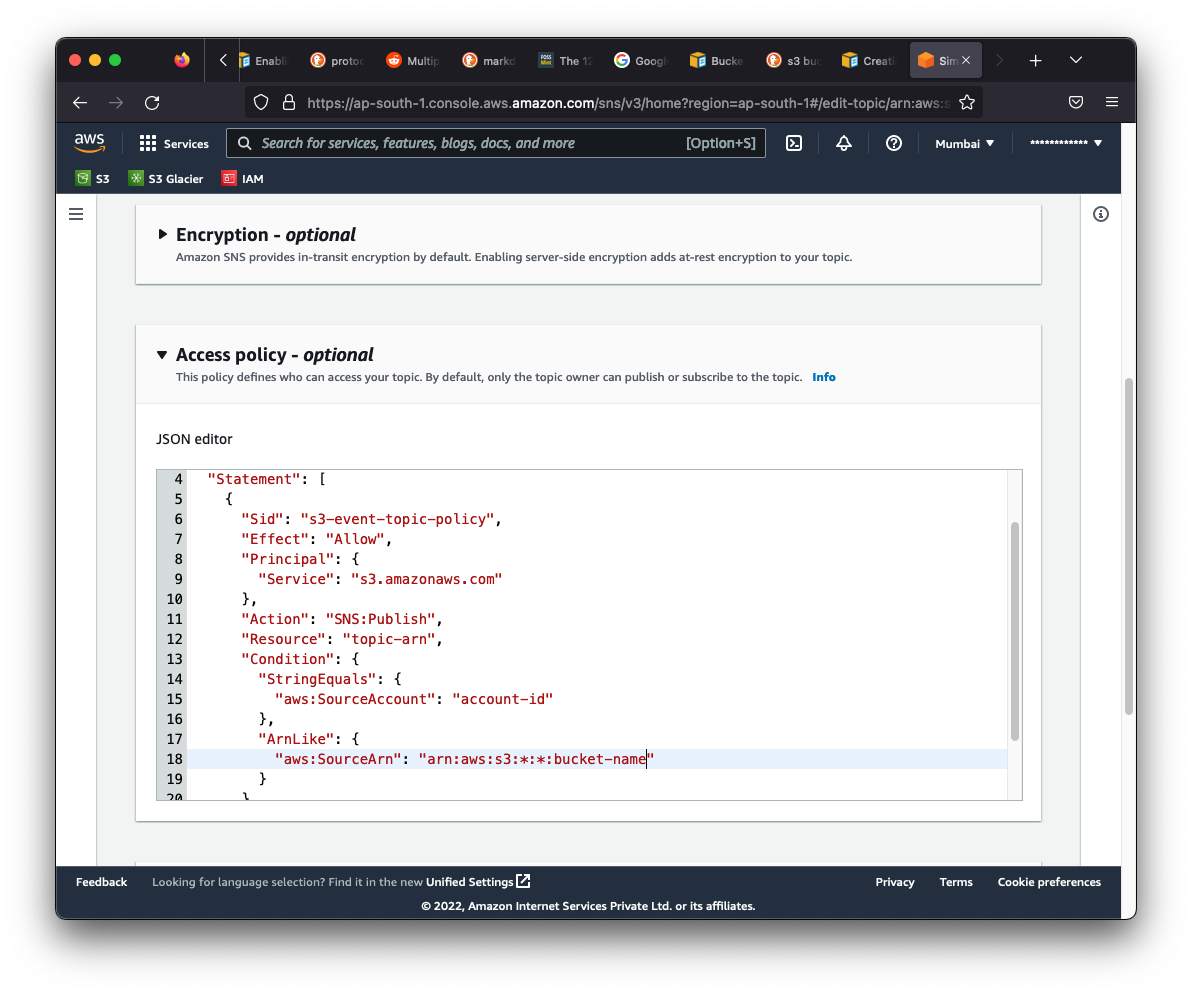 Enabli protoc Multip markd FOSS Mint The 12 Googl Bucke s3 buc Creati Sim
https://ap-south-1.console.aws.amazon.com/sns/v3/home?region=ap-south-1#/edit-topic/arn:aws:s
aws Services Search for services, features, blogs, docs, and more [Option+S] Mumbai ************
S3 S3 Glacier IAM
Encryption - optional
Amazon SNS provides in-transit encryption by default. Enabling server-side encryption adds at-rest encryption to your topic.
Access policy - optional
This policy defines who can access your topic. By default, only the topic owner can publish or subscribe to the topic. Info
JSON editor
4 "Statement": [
5 {
6 "Sid": "s3-event-topic-policy",
7 "Effect": "Allow",
8 "Principal": {
9 "Service": "s3.amazonaws.com"
10 },
11 "Action": "SNS:Publish",
12 "Resource": "topic-arn",
13 "Condition": {
14 "StringEquals": {
15 "aws:SourceAccount": "account-id"
16 },
17 "ArnLike": {
18 "aws:SourceArn": "arn:aws:s3:*:*:bucket-name"
19 }
20 }
Feedback Looking for language selection? Find it in the new Unified Settings Privacy Terms Cookie preferences
© 2022, Amazon Internet Services Private Ltd. or its affiliates.